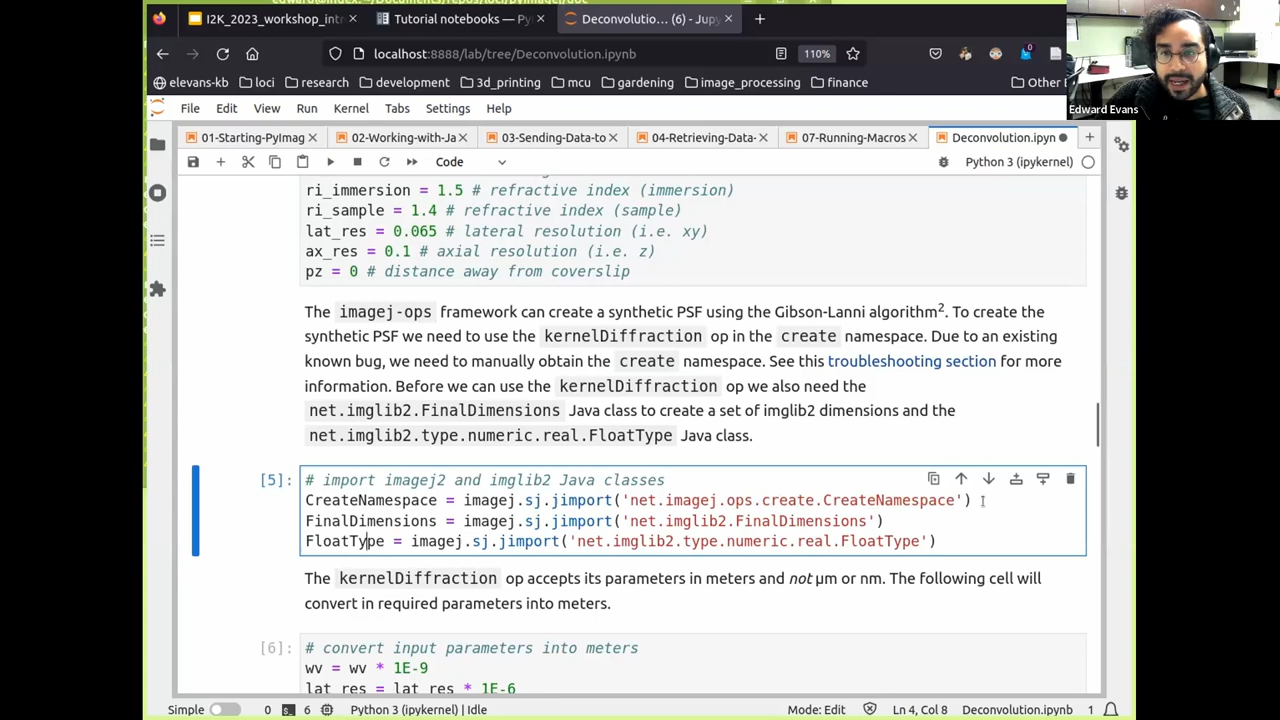 I2K_2023_workshop_intr
Tutorial notebooks — Py
Deconvolution… (6) - Jupy
localhost:8888/lab/tree/Deconvolution.ipynb
110%
0
elevans-kb
loci
research
desktop
3d_printing
mcu
gardening
image_processing
finance
Other
Edward Evans
File Edit View Run Kernel Tabs Settings Help
01-Starting-PyImag
02-Working-with-Ja
03-Sending-Data-to
04-Retrieving-Data-
07-Running-Macros
Deconvolution.ipyn
Code
Python 3 (ipykernel)
ri_immersion = 1.5 # refractive index (immersion)
ri_sample = 1.4 # refractive index (sample)
lat_res = 0.065 # lateral resolution (i.e. xy)
ax_res = 0.1 # axial resolution (i.e. z)
pz = 0 # distance away from coverslip
The imagej-ops framework can create a synthetic PSF using the Gibson-Lanni algorithm². To create the
synthetic PSF we need to use the kernelDiffraction op in the create namespace. Due to an existing
known bug, we need to manually obtain the create namespace. See this troubleshooting section for more
information. Before we can use the kernelDiffraction op we also need the
net.imglib2.FinalDimensions Java class to create a set of imglib2 dimensions and the
net.imglib2.type.numeric.real.FloatType Java class.
[5]:
# import imagej2 and imglib2 Java classes
CreateNamespace = imagej.sj.jimport('net.imagej.ops.create.CreateNamespace')
FinalDimensions = imagej.sj.jimport('net.imglib2.FinalDimensions')
FloatType = imagej.sj.jimport('net.imglib2.type.numeric.real.FloatType')
The kernelDiffraction op accepts its parameters in meters and not µm or nm. The following cell will
convert in required parameters into meters.
[6]:
# convert input parameters into meters
wv = wv * 1E-9
lat_res = lat_res * 1E-6
Simple 0 6 Python 3 (ipykernel) | Idle Mode: Edit Ln 4, Col 8 Deconvolution.ipynb 1